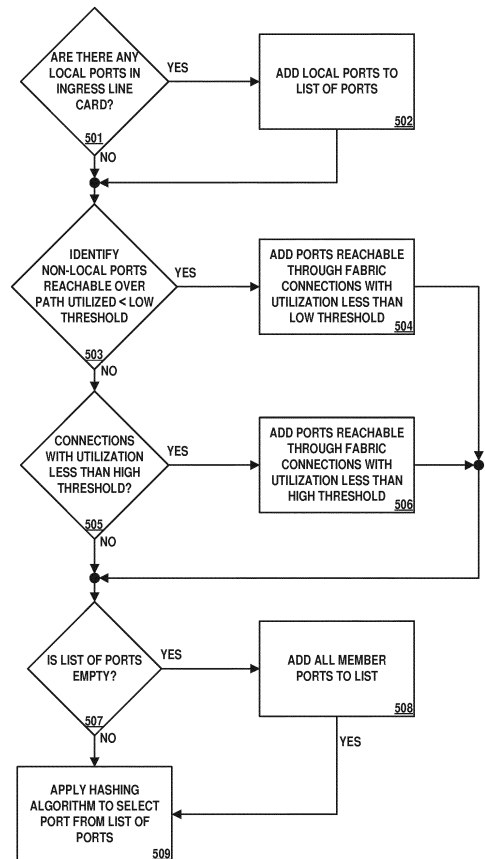 ARE THERE ANY
LOCAL PORTS IN
INGRESS LINE
CARD?
501
YES
NO
ADD LOCAL PORTS TO
LIST OF PORTS
502
IDENTIFY
NON-LOCAL PORTS
REACHABLE OVER
PATH UTILIZED < LOW
THRESHOLD
503
YES
NO
ADD PORTS REACHABLE
THROUGH FABRIC
CONNECTIONS WITH
UTILIZATION LESS THAN
LOW THRESHOLD
504
CONNECTIONS
WITH UTILIZATION
LESS THAN HIGH
THRESHOLD?
505
YES
NO
ADD PORTS REACHABLE
THROUGH FABRIC
CONNECTIONS WITH
UTILIZATION LESS THAN
HIGH THRESHOLD
506
IS LIST OF PORTS
EMPTY?
507
YES
NO
ADD ALL MEMBER
PORTS TO LIST
508
YES
APPLY HASHING
ALGORITHM TO SELECT
PORT FROM LIST OF
PORTS
509